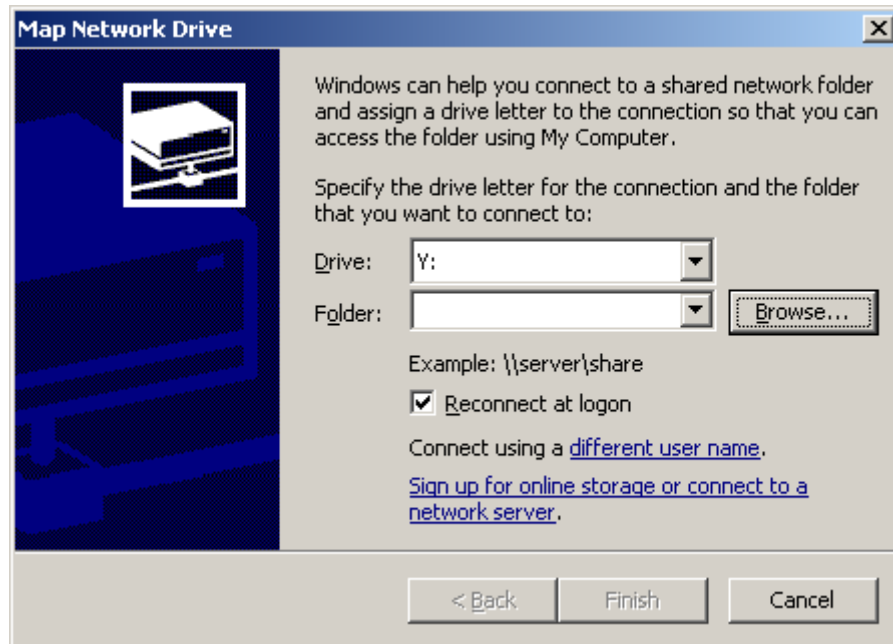 Map Network Drive
Windows can help you connect to a shared network folder
and assign a drive letter to the connection so that you can
access the folder using My Computer.
Specify the drive letter for the connection and the folder
that you want to connect to:
Drive: Y:
Folder: Browse...
Example: \\server\share
Reconnect at logon
Connect using a different user name.
Sign up for online storage or connect to a
network server.
< Back Finish Cancel